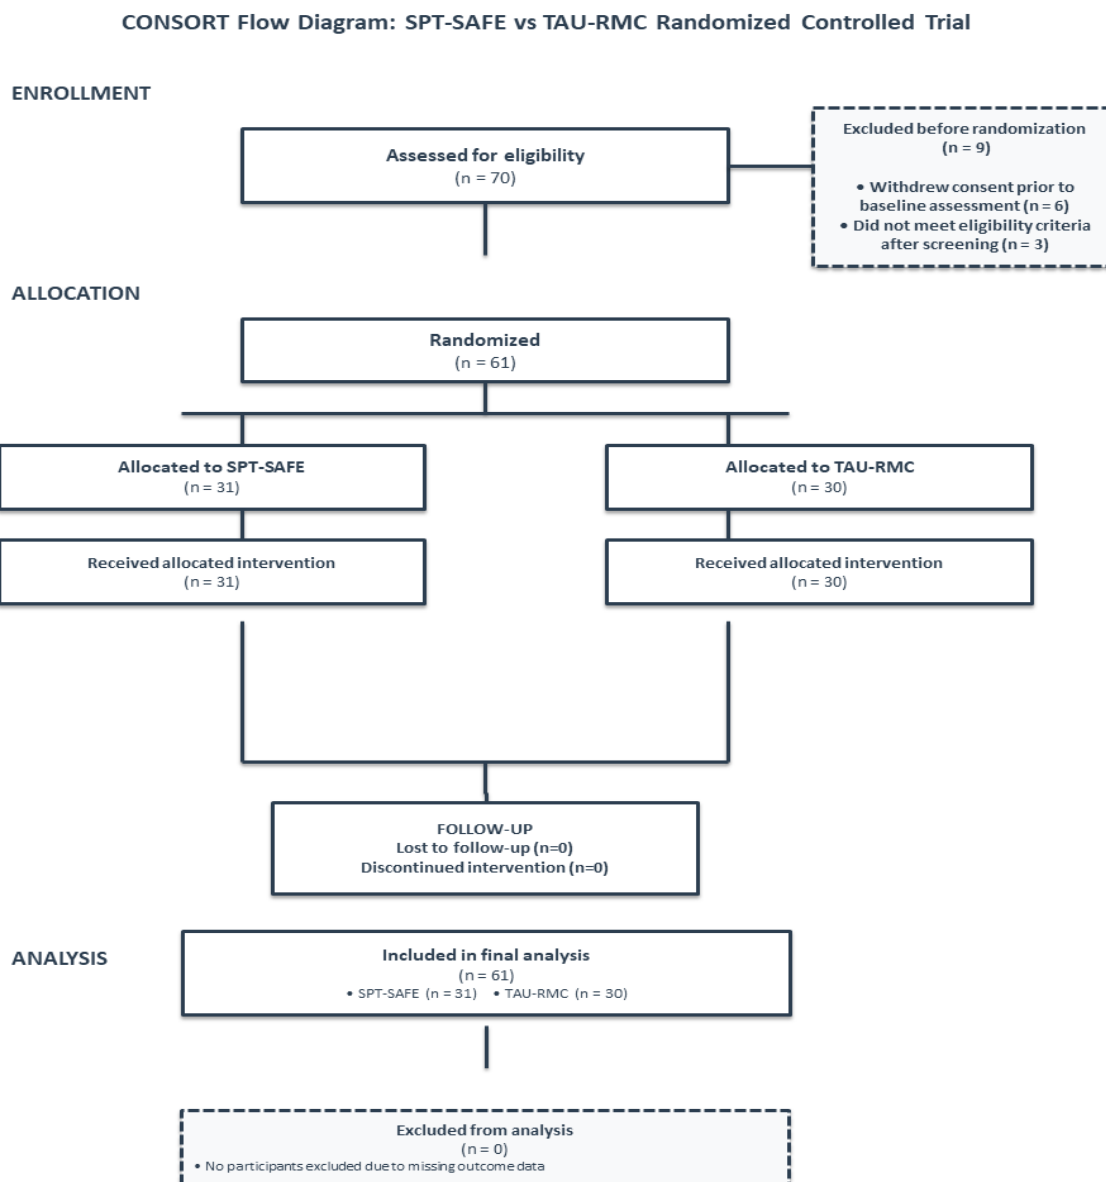 CONSORT Flow Diagram: SPT-SAFE vs TAU-RMC Randomized Controlled Trial
ENROLLMENT
Assessed for eligibility
(n = 70)
Excluded before randomization
(n = 9)
• Withdrew consent prior to
baseline assessment (n = 6)
• Did not meet eligibility criteria
after screening (n = 3)
ALLOCATION
Randomized
(n = 61)
Allocated to SPT-SAFE
(n = 31)
Allocated to TAU-RMC
(n = 30)
Received allocated intervention
(n = 31)
Received allocated intervention
(n = 30)
FOLLOW-UP
Lost to follow-up (n=0)
Discontinued intervention (n=0)
ANALYSIS
Included in final analysis
(n = 61)
• SPT-SAFE (n = 31) • TAU-RMC (n = 30)
Excluded from analysis
(n = 0)
• No participants excluded due to missing outcome data